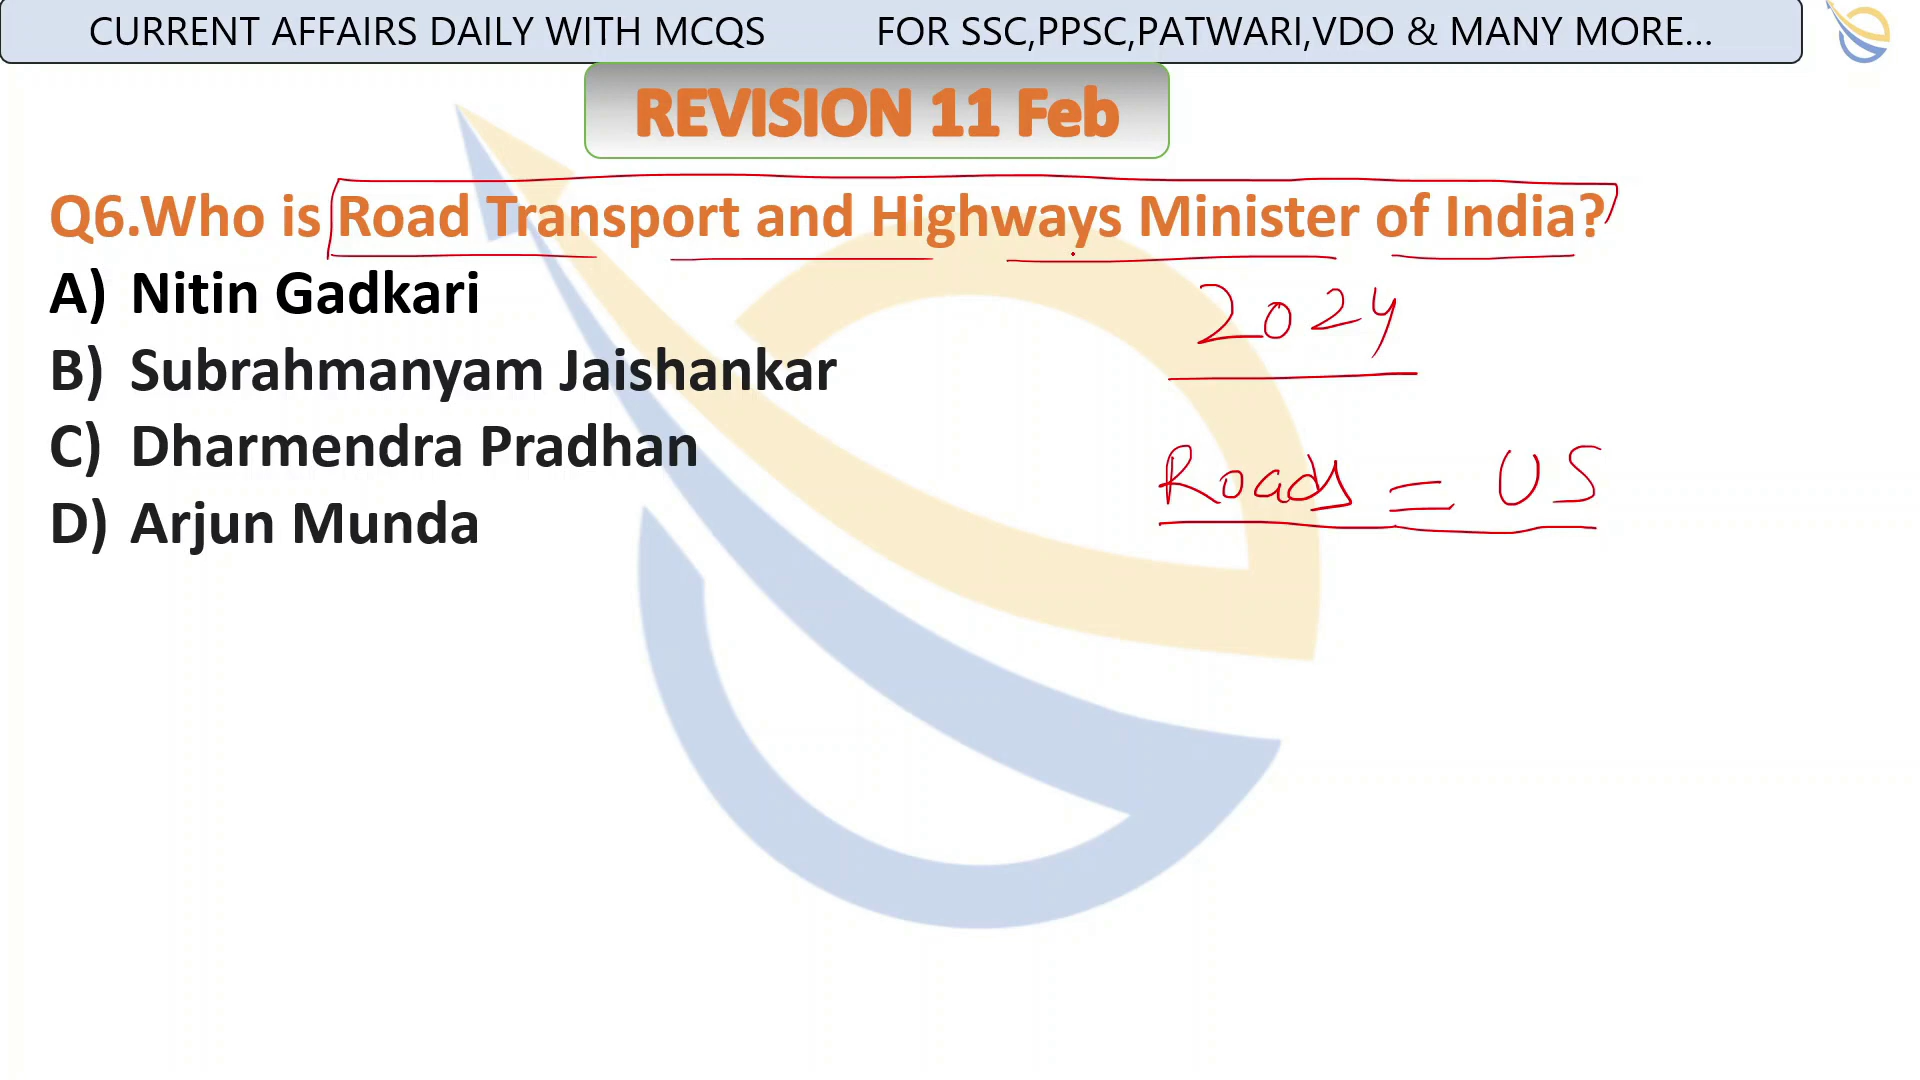 CURRENT AFFAIRS DAILY WITH MCQS FOR SSC,PPSC,PATWARI,VDO & MANY MORE...
REVISION 11 Feb
Q6.Who is Road Transport and Highways Minister of India?
A) Nitin Gadkari
2024
B) Subrahmanyam Jaishankar
C) Dharmendra Pradhan
Roads = US
D) Arjun Munda